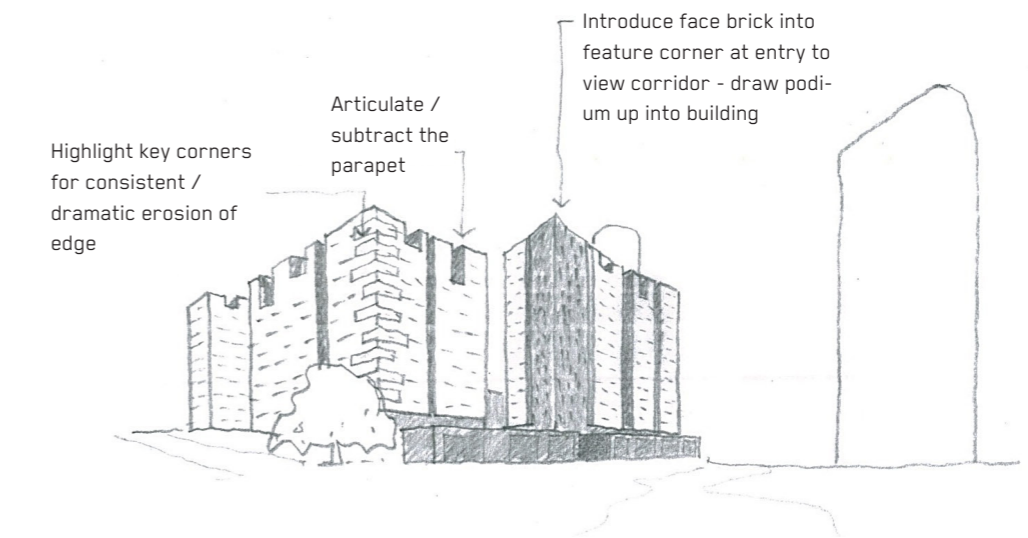 Highlight key corners
for consistent /
dramatic erosion of
edge
Articulate /
subtract the
parapet
Introduce face brick into
feature corner at entry to
view corridor - draw podi-
um up into building